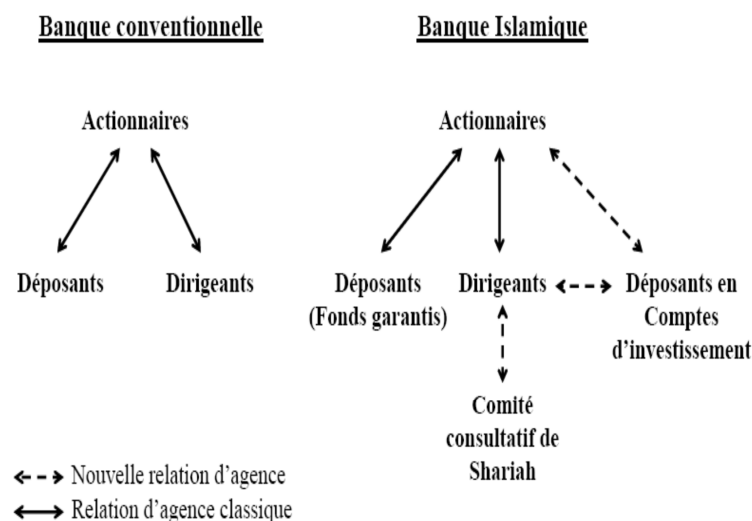 Banque conventionnelle
Banque Islamique
Actionnaires
Actionnaires
Déposants
Dirigeants
Déposants
(Fonds garantis)
Dirigeants
Déposants en
Comptes
d’investissement
Comité
consultatif de
Shariah
Nouvelle relation d’agence
Relation d’agence classique